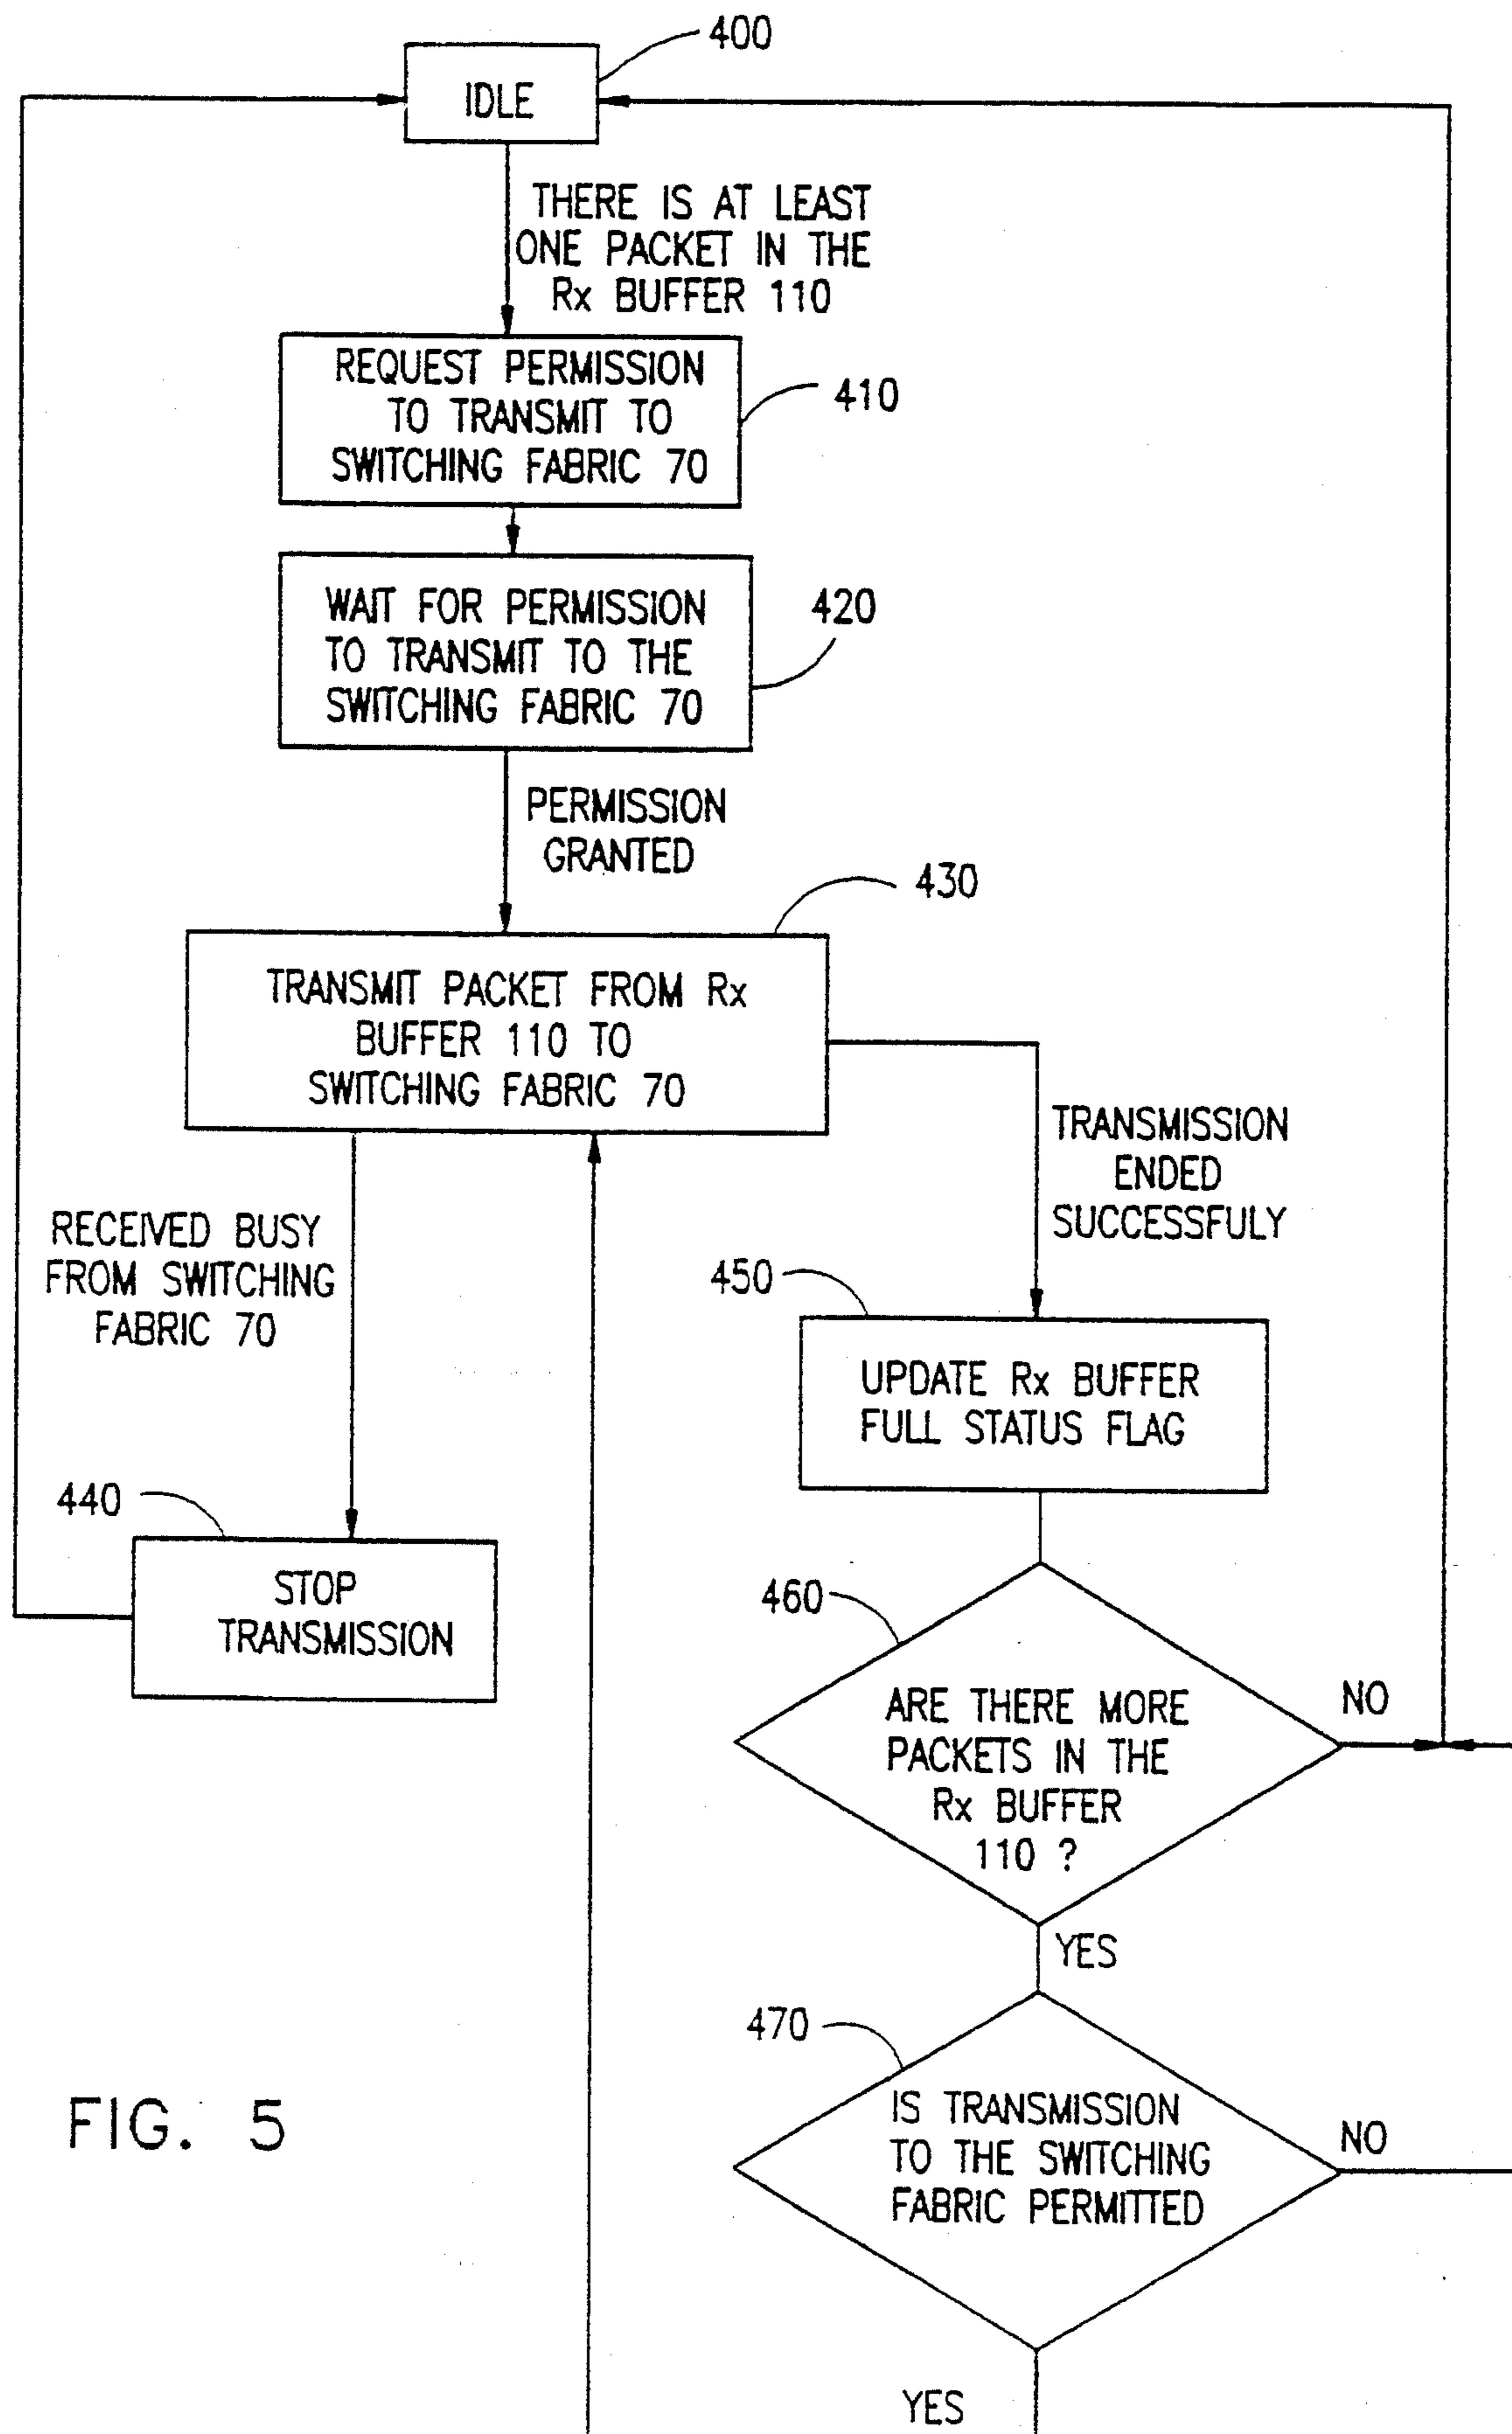 400
IDLE
THERE IS AT LEAST
ONE PACKET IN THE
Rx BUFFER 110
REQUEST PERMISSION
TO TRANSMIT TO
SWITCHING FABRIC 70
410
WAIT FOR PERMISSION
TO TRANSMIT TO THE
SWITCHING FABRIC 70
420
PERMISSION
GRANTED
430
TRANSMIT PACKET FROM Rx
BUFFER 110 TO
SWITCHING FABRIC 70
TRANSMISSION
ENDED
SUCCESSFULY
RECEIVED BUSY
FROM SWITCHING
FABRIC 70
450
UPDATE Rx BUFFER
FULL STATUS FLAG
440
STOP
TRANSMISSION
460
ARE THERE MORE
PACKETS IN THE
Rx BUFFER
110 ?
NO
YES
470
IS TRANSMISSION
TO THE SWITCHING
FABRIC PERMITTED
NO
YES
FIG. 5